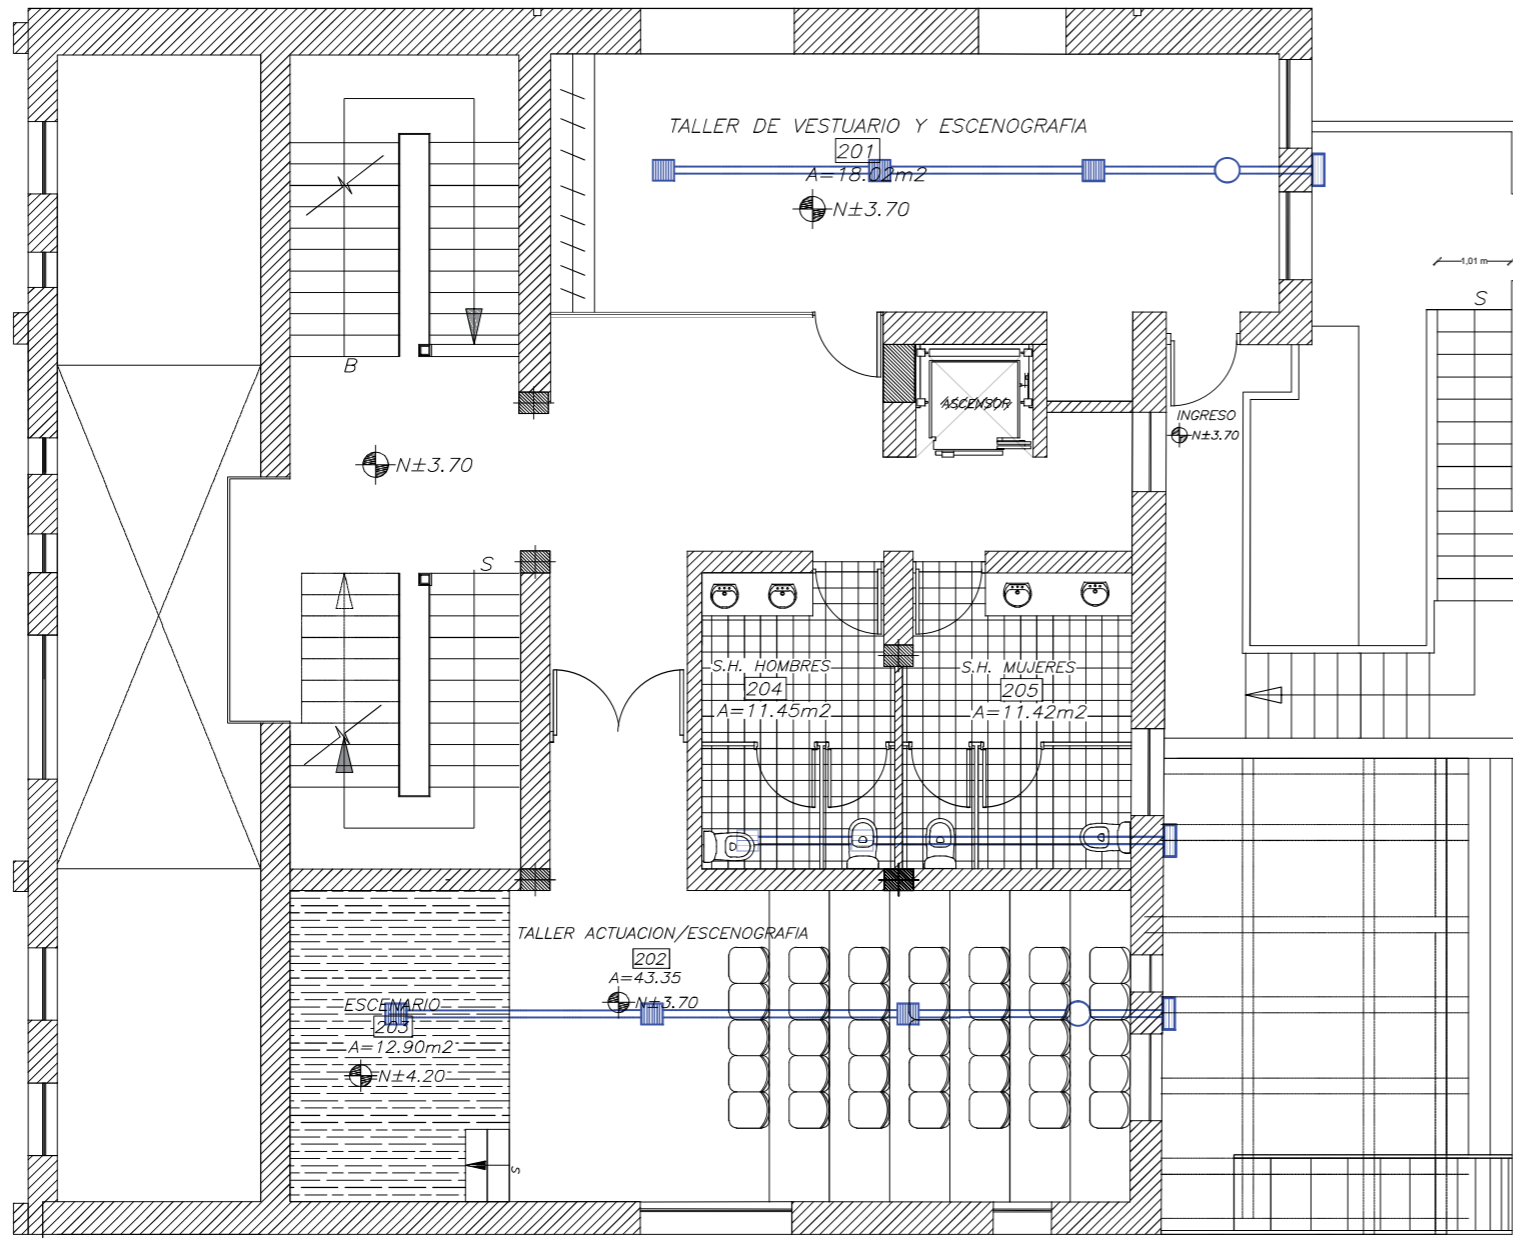 TALLER DE VESTUARIO Y ESCENOGRAFIA
201
A=18.02m2
N±3.70
1,01 m
S
B
ASCENSOR
INGRESO
N±3.70
N±3.70
S
S.H. HOMBRES
204
A=11.45m2
S.H. MUJERES
205
A=11.42m2
TALLER ACTUACION/ESCENOGRAFIA
202
A=43.35
N±3.70
ESCENARIO
203
A=12.90m2
N±4.20
s